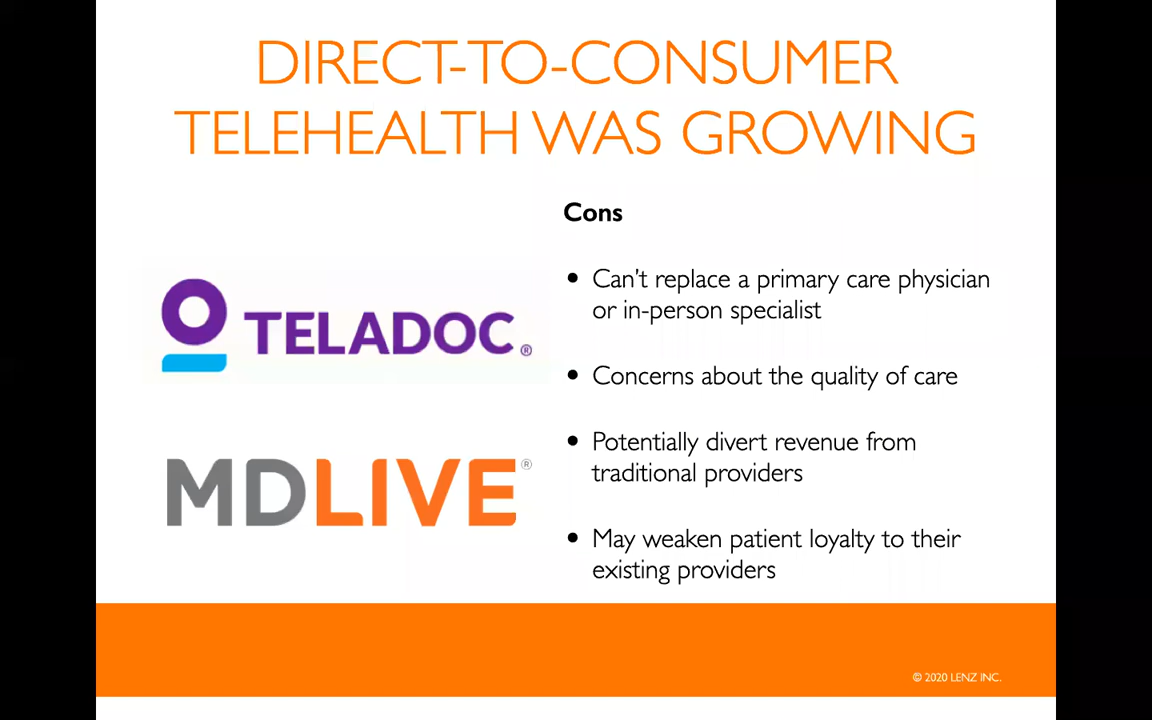 DIRECT-TO-CONSUMER
TELEHEALTH WAS GROWING
Cons
• Can't replace a primary care physician
or in-person specialist
• Concerns about the quality of care
• Potentially divert revenue from
traditional providers
• May weaken patient loyalty to their
existing providers
TELADOC®
MDLIVE®
© 2020 LENZ INC.